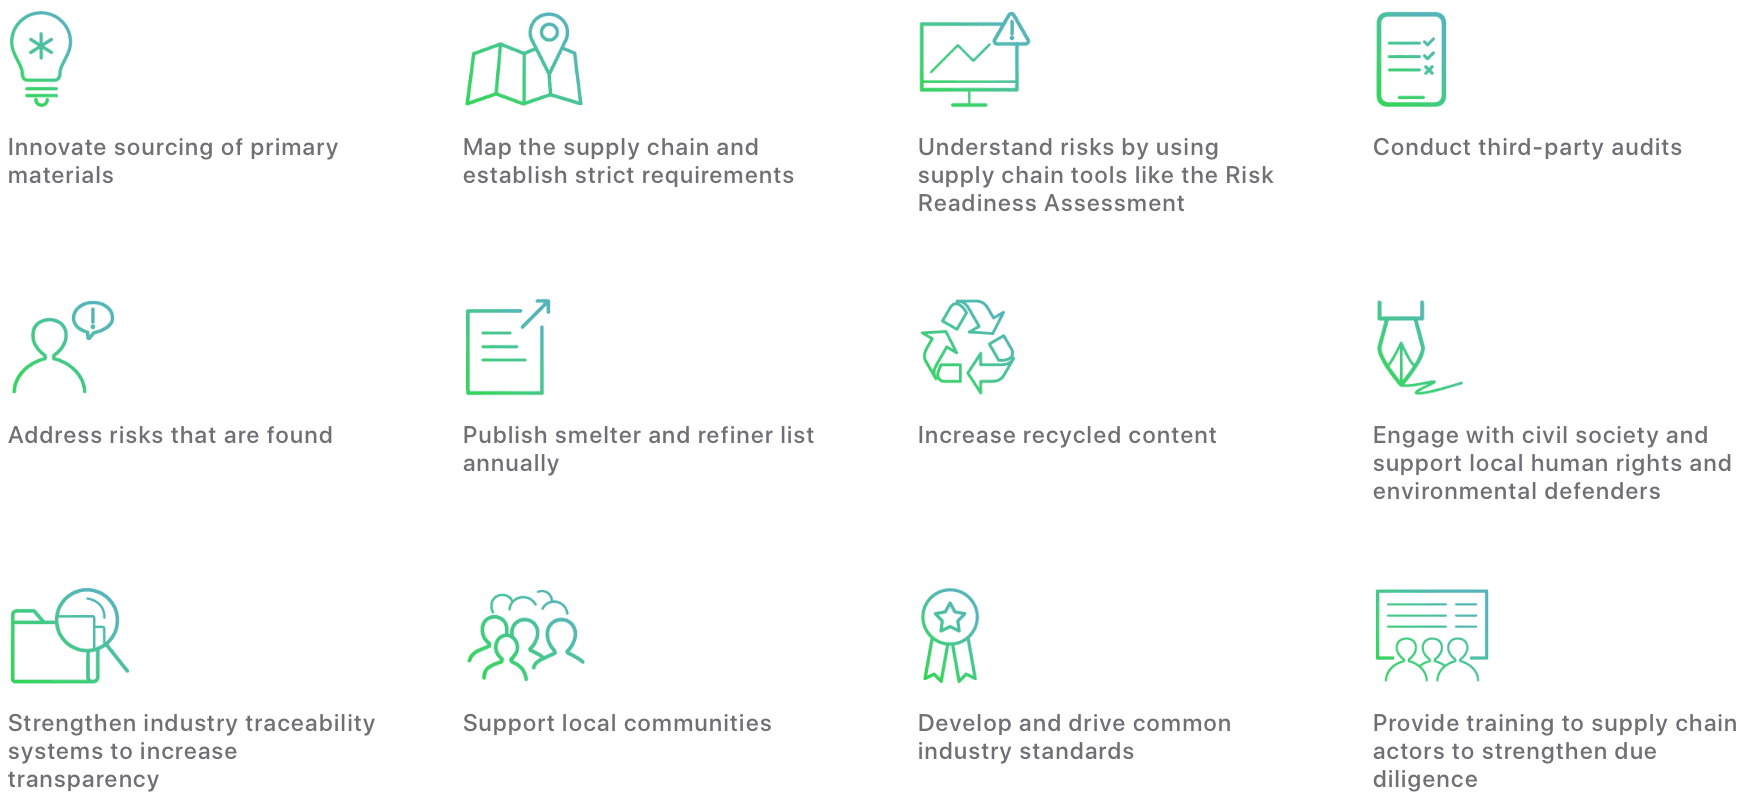 Innovate sourcing of primary
materials
Map the supply chain and
establish strict requirements
Understand risks by using
supply chain tools like the Risk
Readiness Assessment
Conduct third-party audits
Address risks that are found
Publish smelter and refiner list
annually
Increase recycled content
Engage with civil society and
support local human rights and
environmental defenders
Strengthen industry traceability
systems to increase
transparency
Support local communities
Develop and drive common
industry standards
Provide training to supply chain
actors to strengthen due
diligence